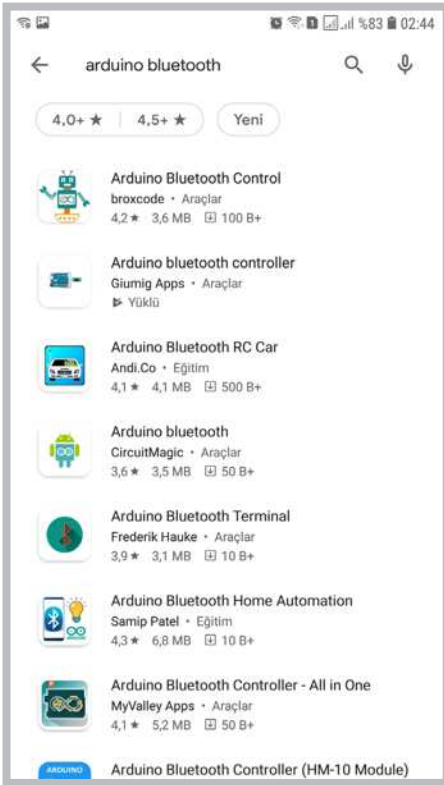 %83 02:44
arduino bluetooth
4,0+ ★ 4,5+ ★ Yeni
Arduino Bluetooth Control
broxcode • Araçlar
4,2 ★ 3,6 MB 100 B+
Arduino bluetooth controller
Giumig Apps • Araçlar
Yüklü
Arduino Bluetooth RC Car
Andi.Co • Eğitim
4,1 ★ 4,1 MB 500 B+
Arduino bluetooth
CircuitMagic • Araçlar
3,6 ★ 3,5 MB 50 B+
Arduino Bluetooth Terminal
Frederik Hauke • Araçlar
3,9 ★ 3,1 MB 10 B+
Arduino Bluetooth Home Automation
Samip Patel • Eğitim
4,3 ★ 6,8 MB 10 B+
Arduino Bluetooth Controller - All in One
MyValley Apps • Araçlar
4,1 ★ 5,2 MB 50 B+
ARDUINO
Arduino Bluetooth Controller (HM-10 Module)